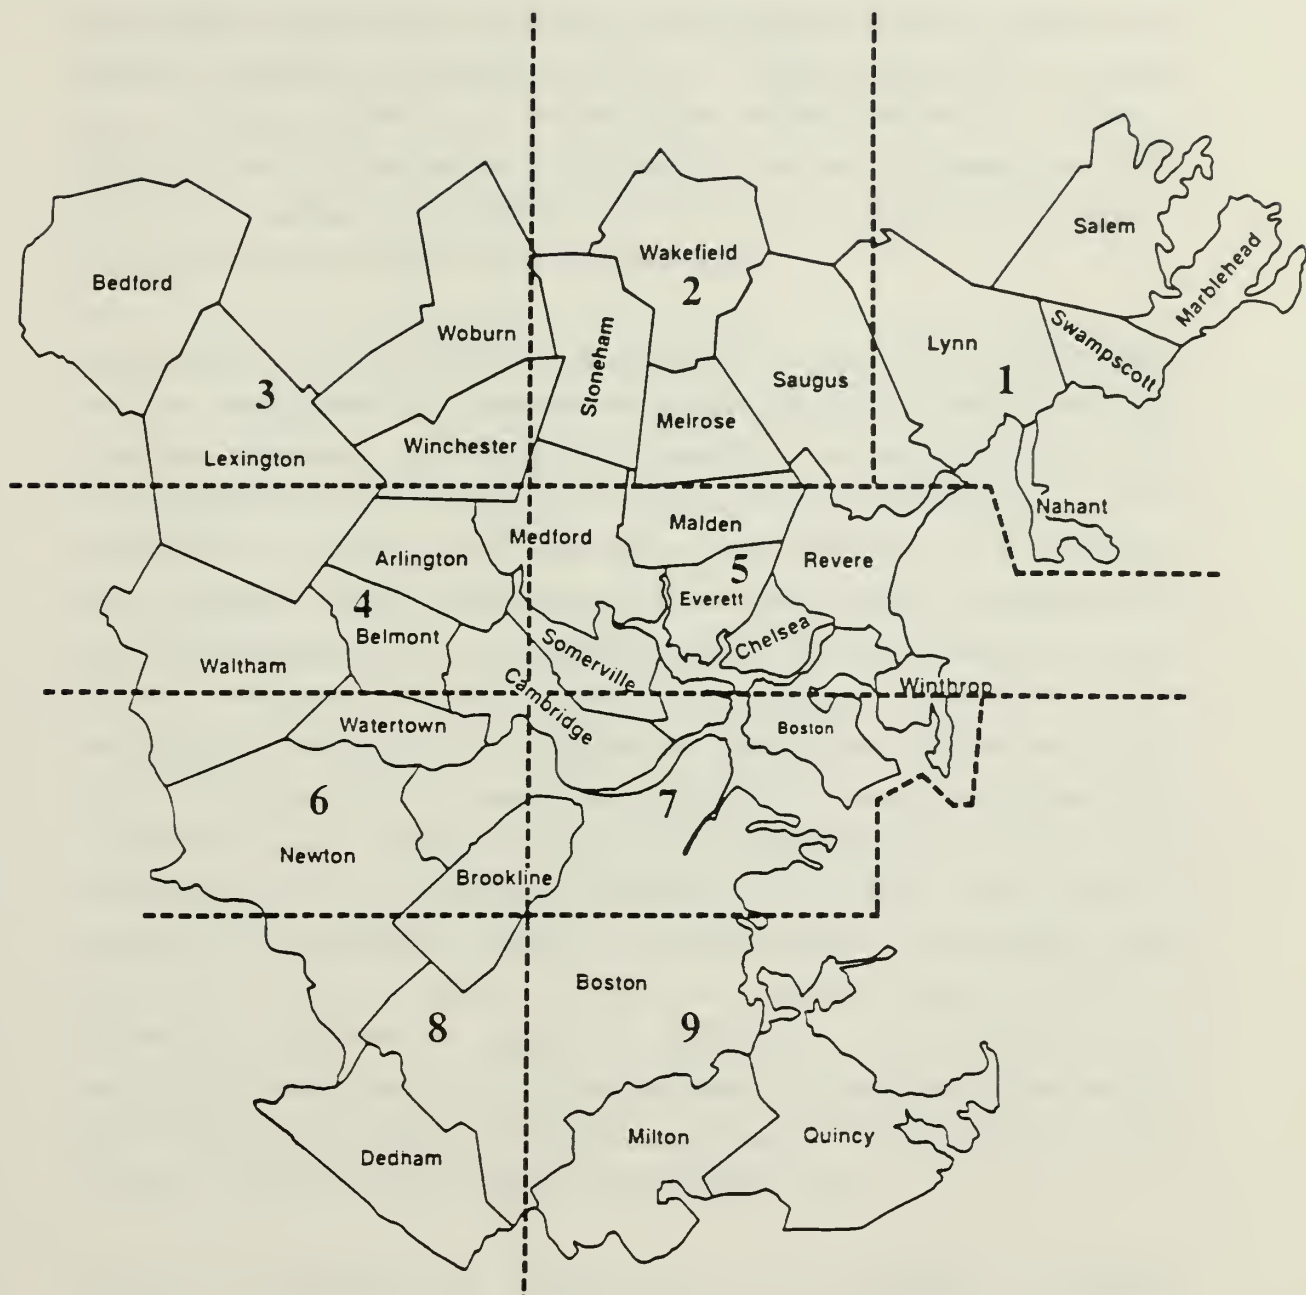 Salem
Marblehead
Wakefield
2
Bedford
Woburn
Stoneham
Lynn
Swampscott
1
Saugus
3
Melrose
Winchester
Lexington
Nahant
Malden
Medford
Arlington
Revere
5
Everett
4
Belmont
Chelsea
Somerville
Waltham
Winthrop
Cambridge
Watertown
Boston
6
7
Newton
Brookline
Boston
8
9
Milton
Quincy
Dedham